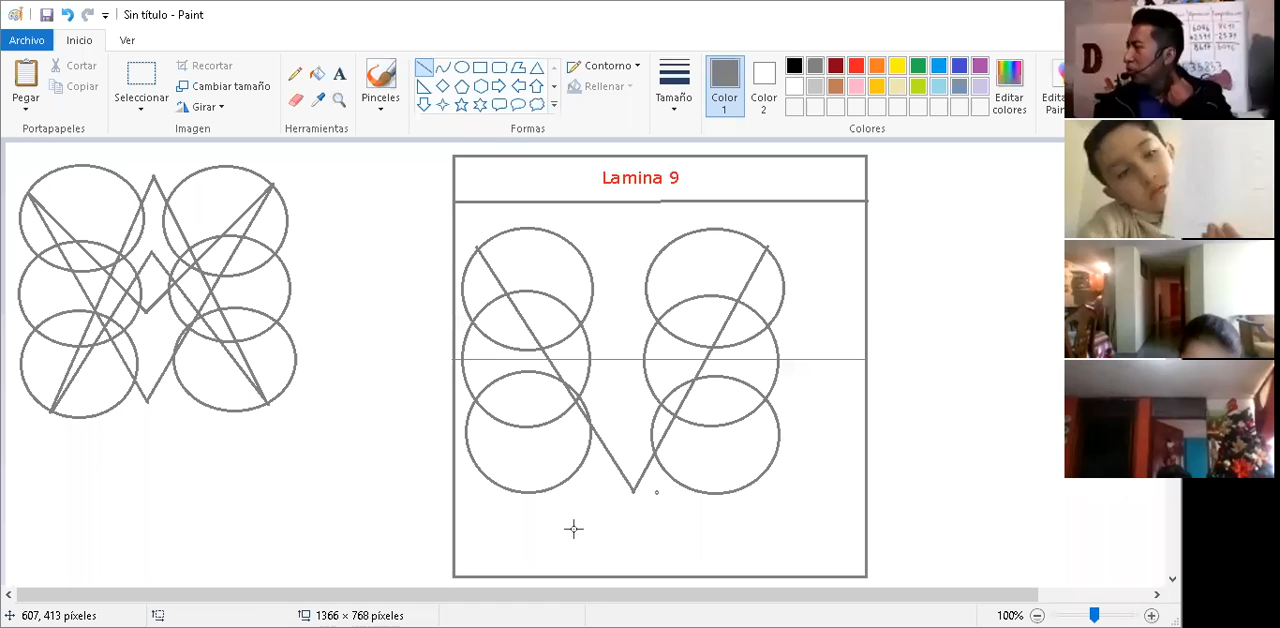 Sin título - Paint
Archivo
Inicio
Ver
Pegar
Cortar
Copiar
Portapapeles
Seleccionar
Recortar
Cambiar tamaño
Girar
Imagen
A
Herramientas
Pinceles
Formas
Contorno
Rellenar
Tamaño
Color
1
Color
2
Editar
colores
Colores
Edita
Pain
Lamina 9
D
607, 413 píxeles
1366 × 768 píxeles
100%